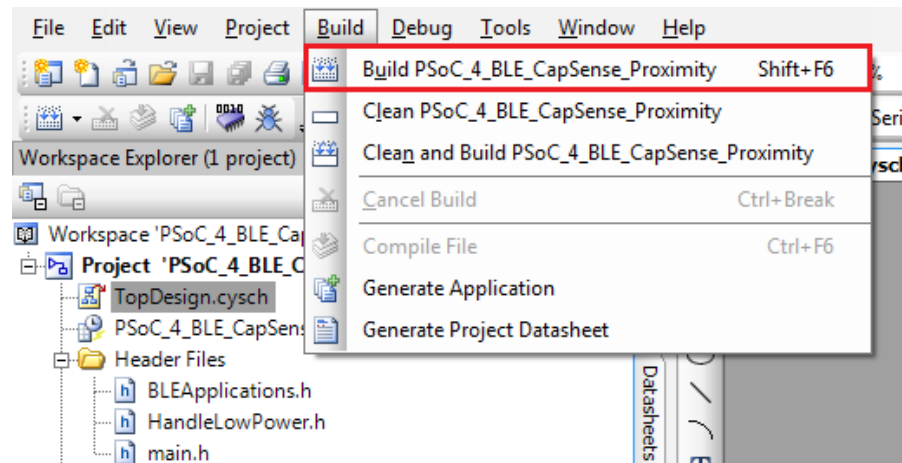 File Edit View Project Build Debug Tools Window Help
Build PSoC_4_BLE_CapSense_Proximity Shift+F6
Clean PSoC_4_BLE_CapSense_Proximity
Clean and Build PSoC_4_BLE_CapSense_Proximity
Cancel Build Ctrl+Break
Compile File Ctrl+F6
Generate Application
Generate Project Datasheet
%
Seri
ysch
Workspace Explorer (1 project)
Workspace 'PSoC_4_BLE_Cap
Project 'PSoC_4_BLE_C
TopDesign.cysch
PSoC_4_BLE_CapSens
Header Files
h BLEApplications.h
h HandleLowPower.h
h main.h
Datasheets